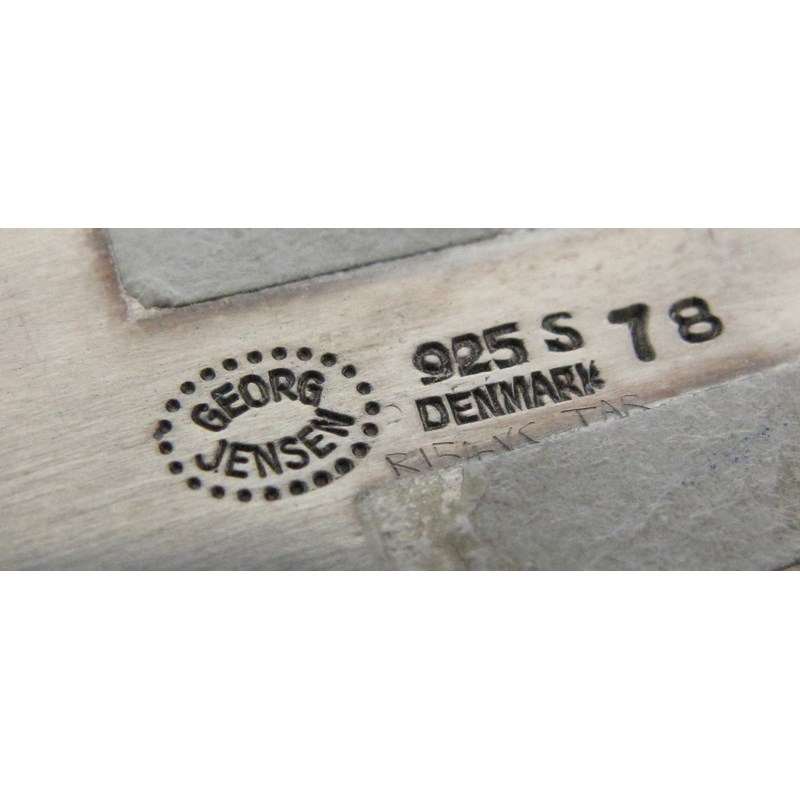 GEORG
JENSEN
925 S 78
DENMARK